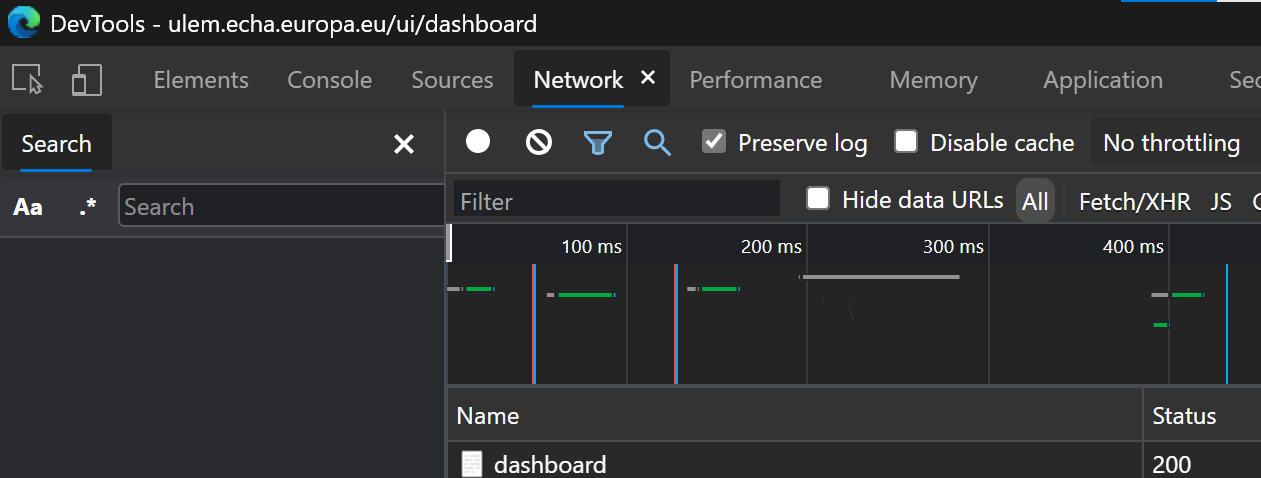 DevTools - ulem.echa.europa.eu/ui/dashboard
Elements Console Sources Network × Performance Memory Application Sec
Search ×
Preserve log Disable cache No throttling
Aa .* Search
Filter Hide data URLs All Fetch/XHR JS C
100 ms 200 ms 300 ms 400 ms
Name Status
dashboard 200